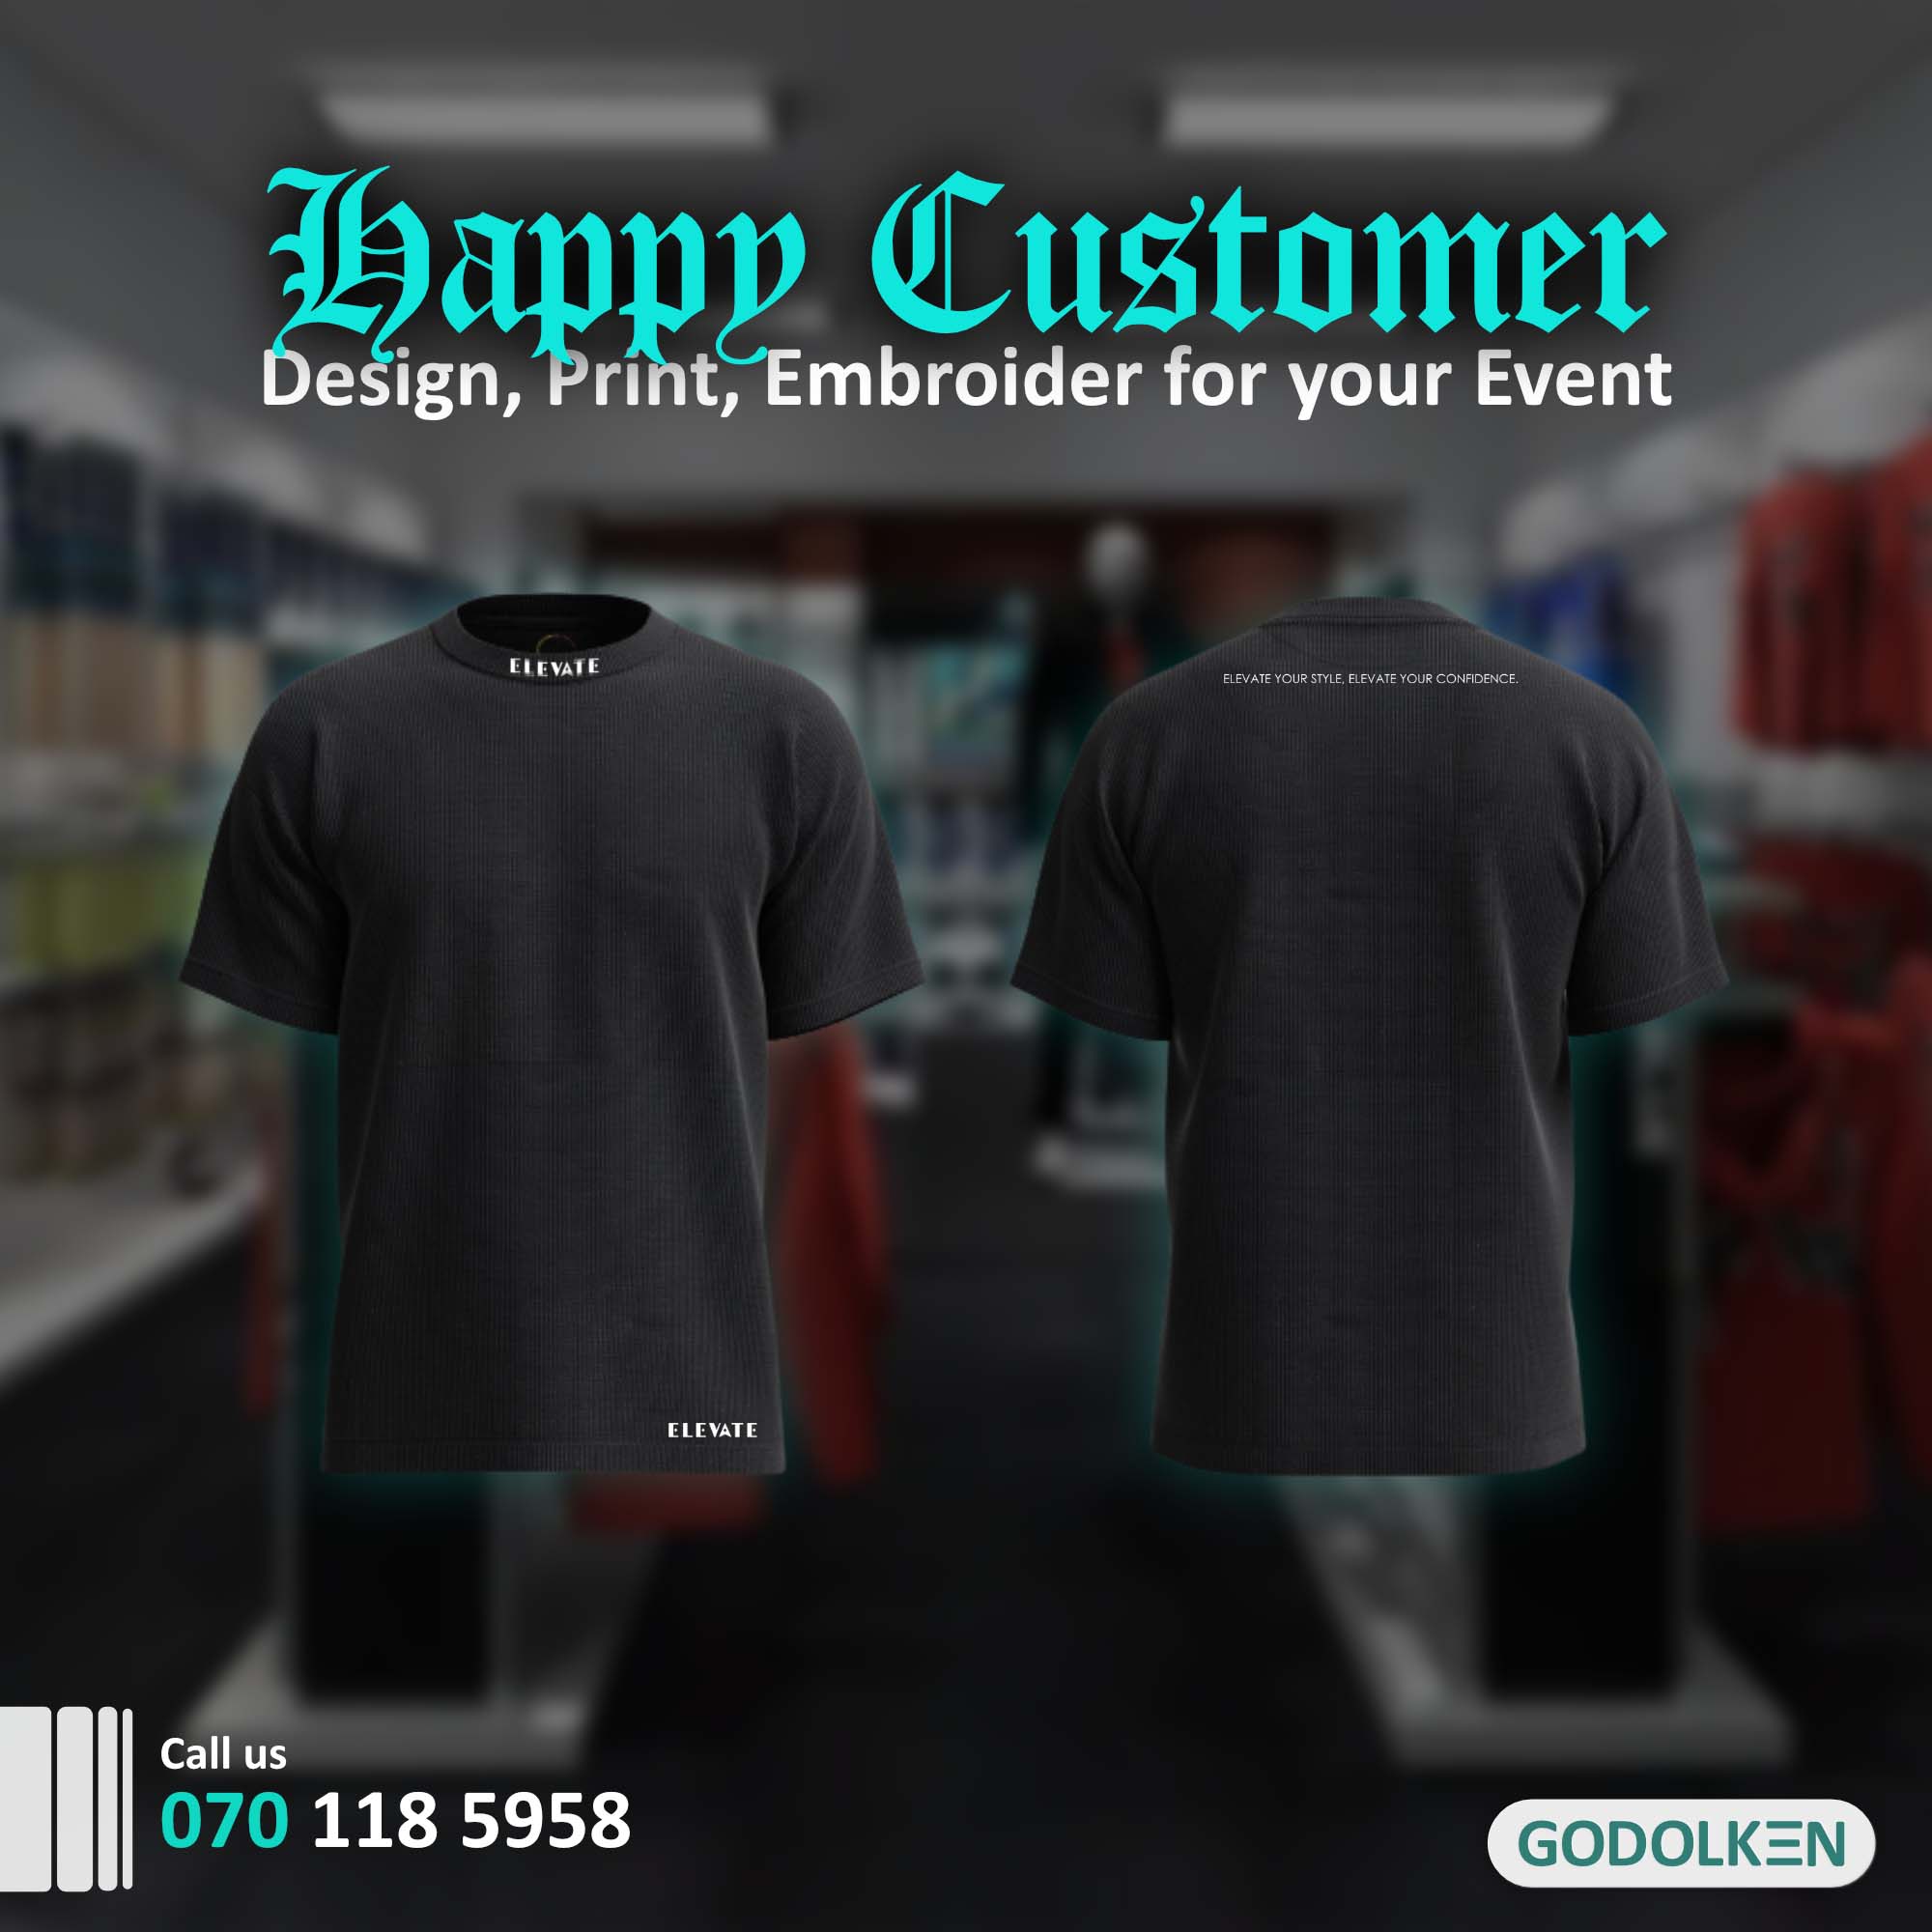 Happy Customer
Design, Print, Embroider for your Event
ELEVATE
ELEVATE YOUR STYLE, ELEVATE YOUR CONFIDENCE.
ELEVATE
Call us
070 118 5958
GODOLKEN